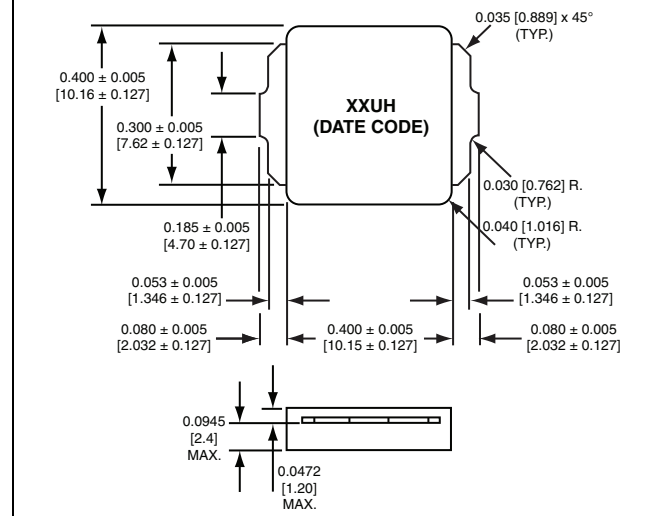 0.035 [0.889] x 45°
(TYP.)
0.400 ± 0.005
[10.16 ± 0.127]
XXUH
(DATE CODE)
0.300 ± 0.005
[7.62 ± 0.127]
0.030 [0.762] R.
(TYP.)
0.185 ± 0.005
[4.70 ± 0.127]
0.040 [1.016] R.
(TYP.)
0.053 ± 0.005
[1.346 ± 0.127]
0.053 ± 0.005
[1.346 ± 0.127]
0.080 ± 0.005
[2.032 ± 0.127]
0.400 ± 0.005
[10.15 ± 0.127]
0.080 ± 0.005
[2.032 ± 0.127]
0.0945
[2.4]
MAX.
0.0472
[1.20]
MAX.